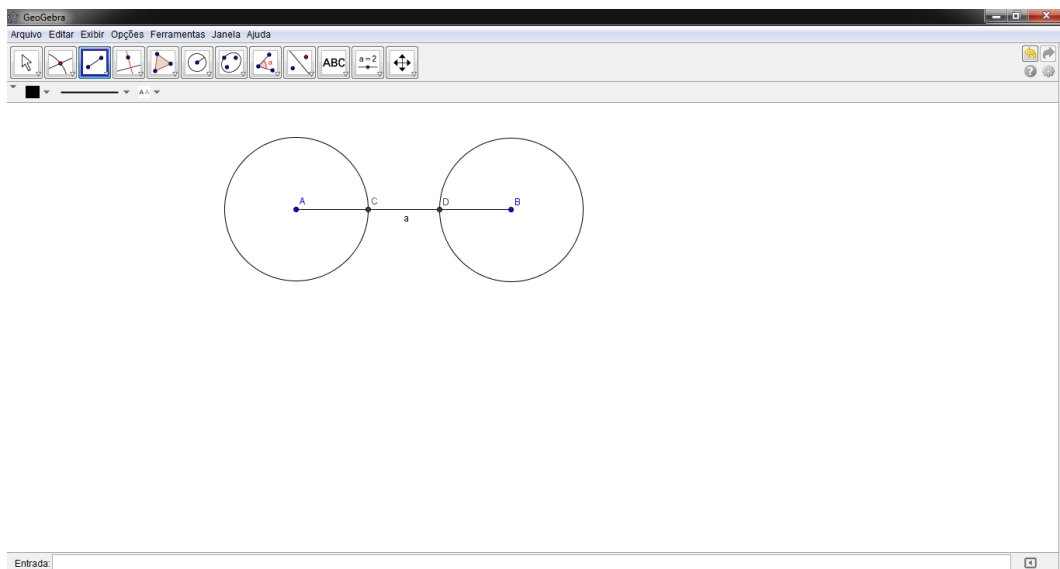 GeoGebra
Arquivo Editar Exibir Opções Ferramentas Janela Ajuda
ABC a=2
A A
A C D B
a
Entrada: